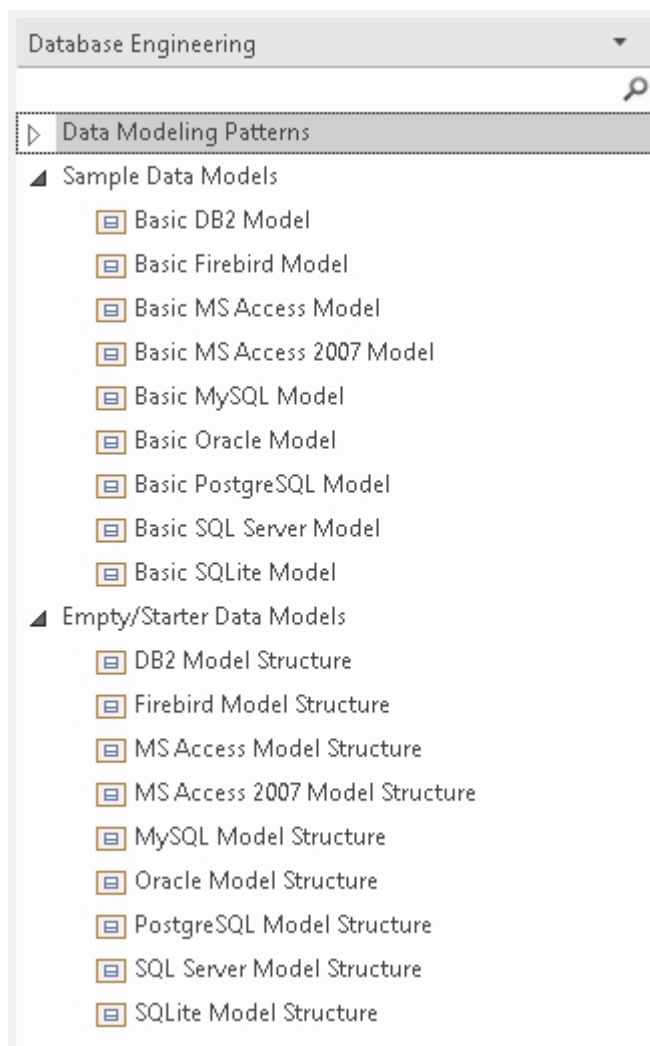 Database Engineering
Data Modeling Patterns
Sample Data Models
Basic DB2 Model
Basic Firebird Model
Basic MS Access Model
Basic MS Access 2007 Model
Basic MySQL Model
Basic Oracle Model
Basic PostgreSQL Model
Basic SQL Server Model
Basic SQLite Model
Empty/Starter Data Models
DB2 Model Structure
Firebird Model Structure
MS Access Model Structure
MS Access 2007 Model Structure
MySQL Model Structure
Oracle Model Structure
PostgreSQL Model Structure
SQL Server Model Structure
SQLite Model Structure